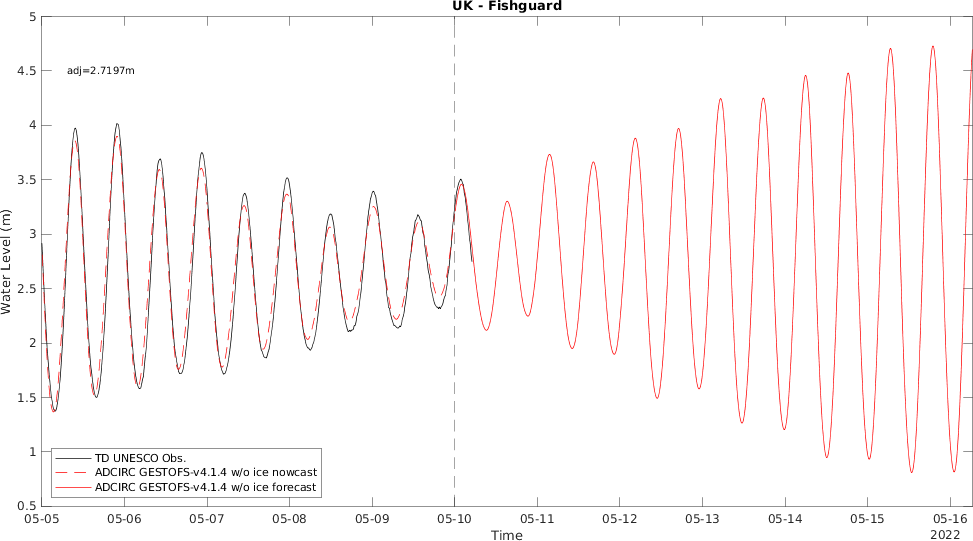 UK - Fishguard
5
4.5
4
3.5
3
2.5
2
1.5
1
0.5
Water Level (m)
adj=2.7197m
TD UNESCO Obs.
ADCIRC GESTOFS-v4.1.4 w/o ice nowcast
ADCIRC GESTOFS-v4.1.4 w/o ice forecast
05-05 05-06 05-07 05-08 05-09 05-10 05-11 05-12 05-13 05-14 05-15 05-16
2022
Time